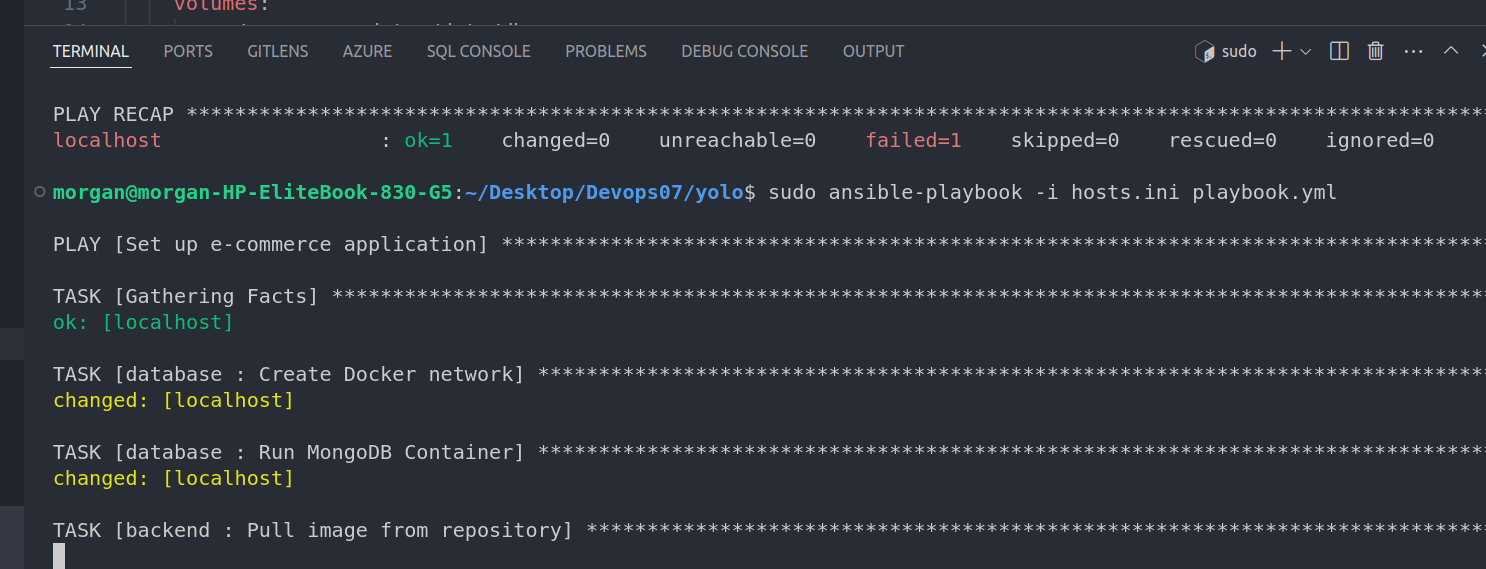 13 volumes:
TERMINAL PORTS GITLENS AZURE SQL CONSOLE PROBLEMS DEBUG CONSOLE OUTPUT sudo
PLAY RECAP ************************************************************************************************************
localhost : ok=1 changed=0 unreachable=0 failed=1 skipped=0 rescued=0 ignored=0
morgan@morgan-HP-EliteBook-830-G5:~/Desktop/Devops07/yolo$ sudo ansible-playbook -i hosts.ini playbook.yml
PLAY [Set up e-commerce application] **********************************************************************************
TASK [Gathering Facts] ************************************************************************************************
ok: [localhost]
TASK [database : Create Docker network] *******************************************************************************
changed: [localhost]
TASK [database : Run MongoDB Container] *******************************************************************************
changed: [localhost]
TASK [backend : Pull image from repository] ***************************************************************************